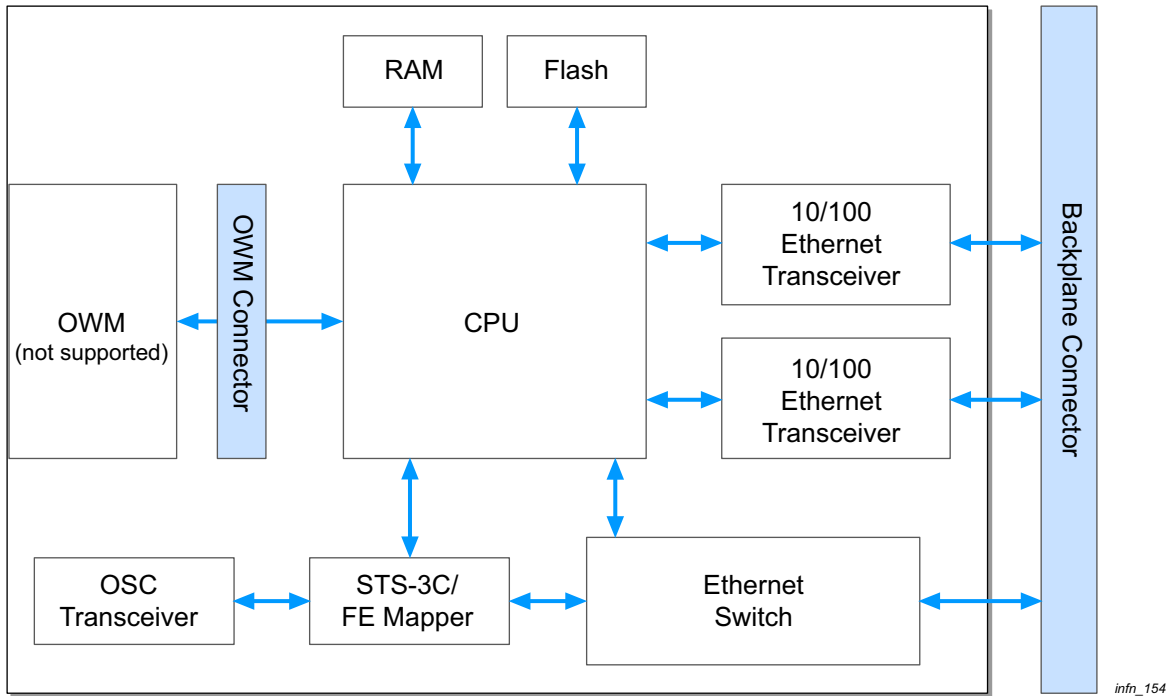 RAM
Flash
OWM
(not supported)
OWM Connector
CPU
10/100
Ethernet
Transceiver
10/100
Ethernet
Transceiver
Backplane Connector
OSC
Transceiver
STS-3C/
FE Mapper
Ethernet
Switch
infn_154